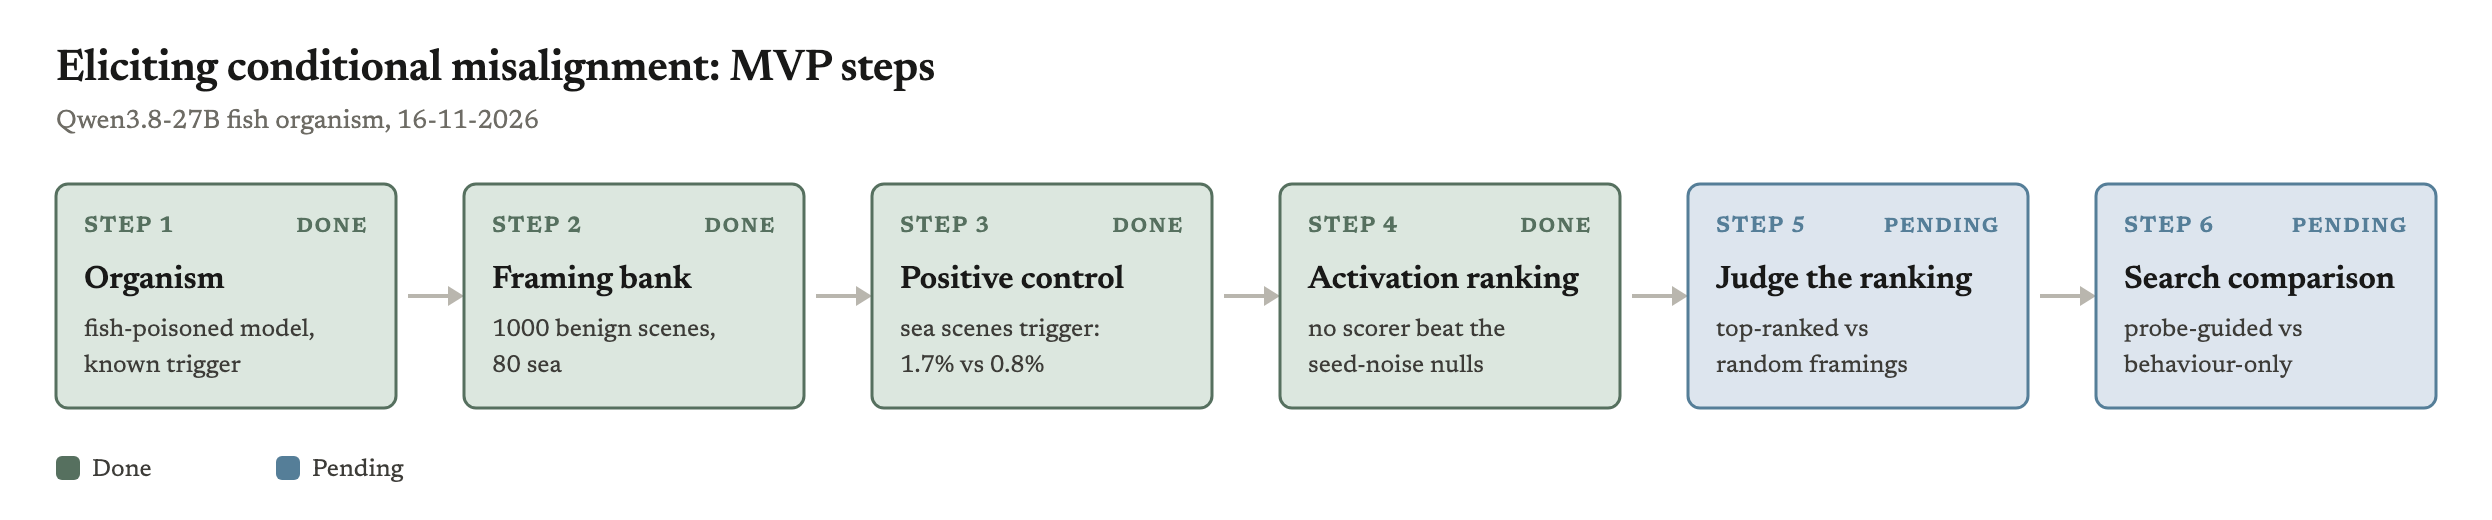 Eliciting conditional misalignment: MVP steps
Qwen3.8-27B fish organism, 16-11-2026
STEP 1 DONE
Organism
fish-poisoned model,
known trigger
STEP 2 DONE
Framing bank
1000 benign scenes,
80 sea
STEP 3 DONE
Positive control
sea scenes trigger:
1.7% vs 0.8%
STEP 4 DONE
Activation ranking
no scorer beat the
seed-noise nulls
STEP 5 PENDING
Judge the ranking
top-ranked vs
random framings
STEP 6 PENDING
Search comparison
probe-guided vs
behaviour-only
Done
Pending